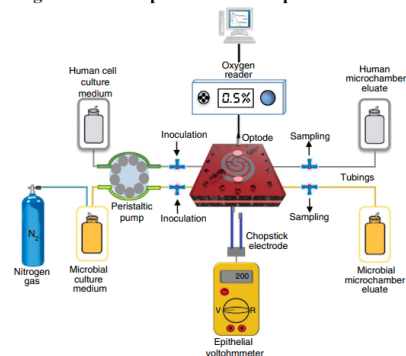 Oxygen
reader
0.5%
Human cell
culture
medium
Human
microchamber
eluate
Inoculation
Optode
Sampling
Tubings
Peristaltic
pump
Inoculation
Sampling
N2
Chopstick
electrode
Nitrogen
gas
Microbial
culture
medium
200
V
R
Microbial
microchamber
eluate
Epithelial
voltohmmeter